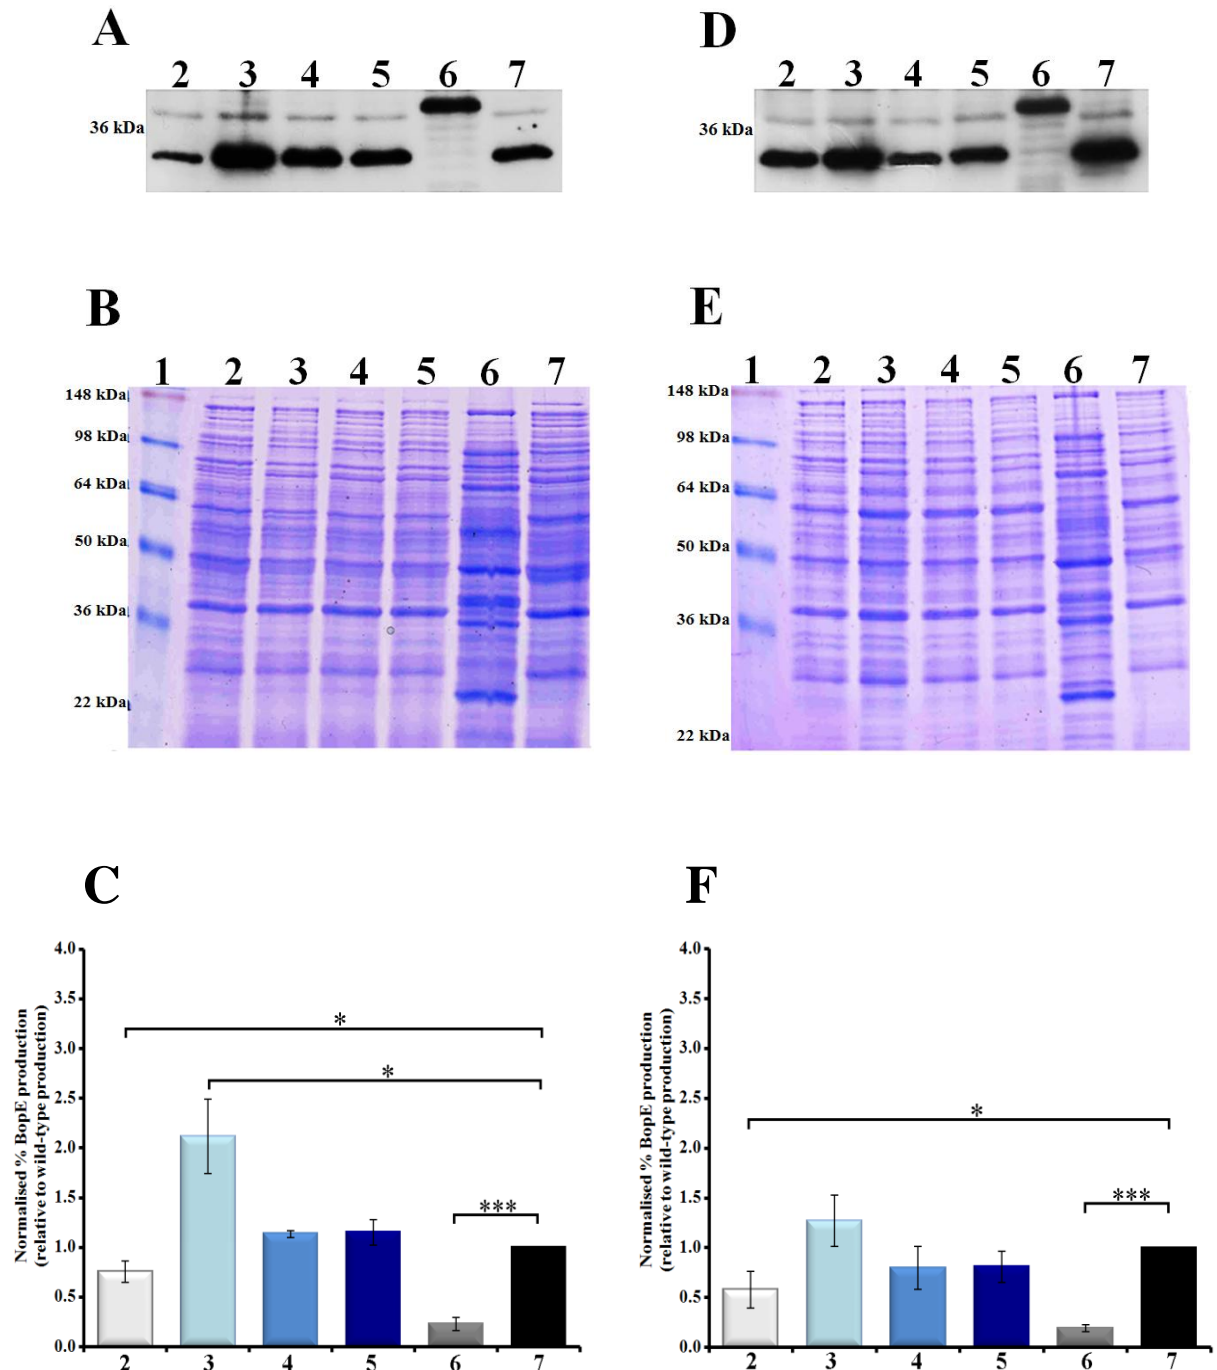 A
2 3 4 5 6 7
36 kDa
D
2 3 4 5 6 7
36 kDa
B
1 2 3 4 5 6 7
148 kDa
98 kDa
64 kDa
50 kDa
36 kDa
22 kDa
E
1 2 3 4 5 6 7
148 kDa
98 kDa
64 kDa
50 kDa
36 kDa
22 kDa
C
Normalised % BopE production
(relative to wild-type production)
4.0
3.5
3.0
2.5
2.0
1.5
1.0
0.5
0.0
*
*
***
2 3 4 5 6 7
F
Normalised % BopE production
(relative to wild-type production)
4.0
3.5
3.0
2.5
2.0
1.5
1.0
0.5
0.0
*
***
2 3 4 5 6 7